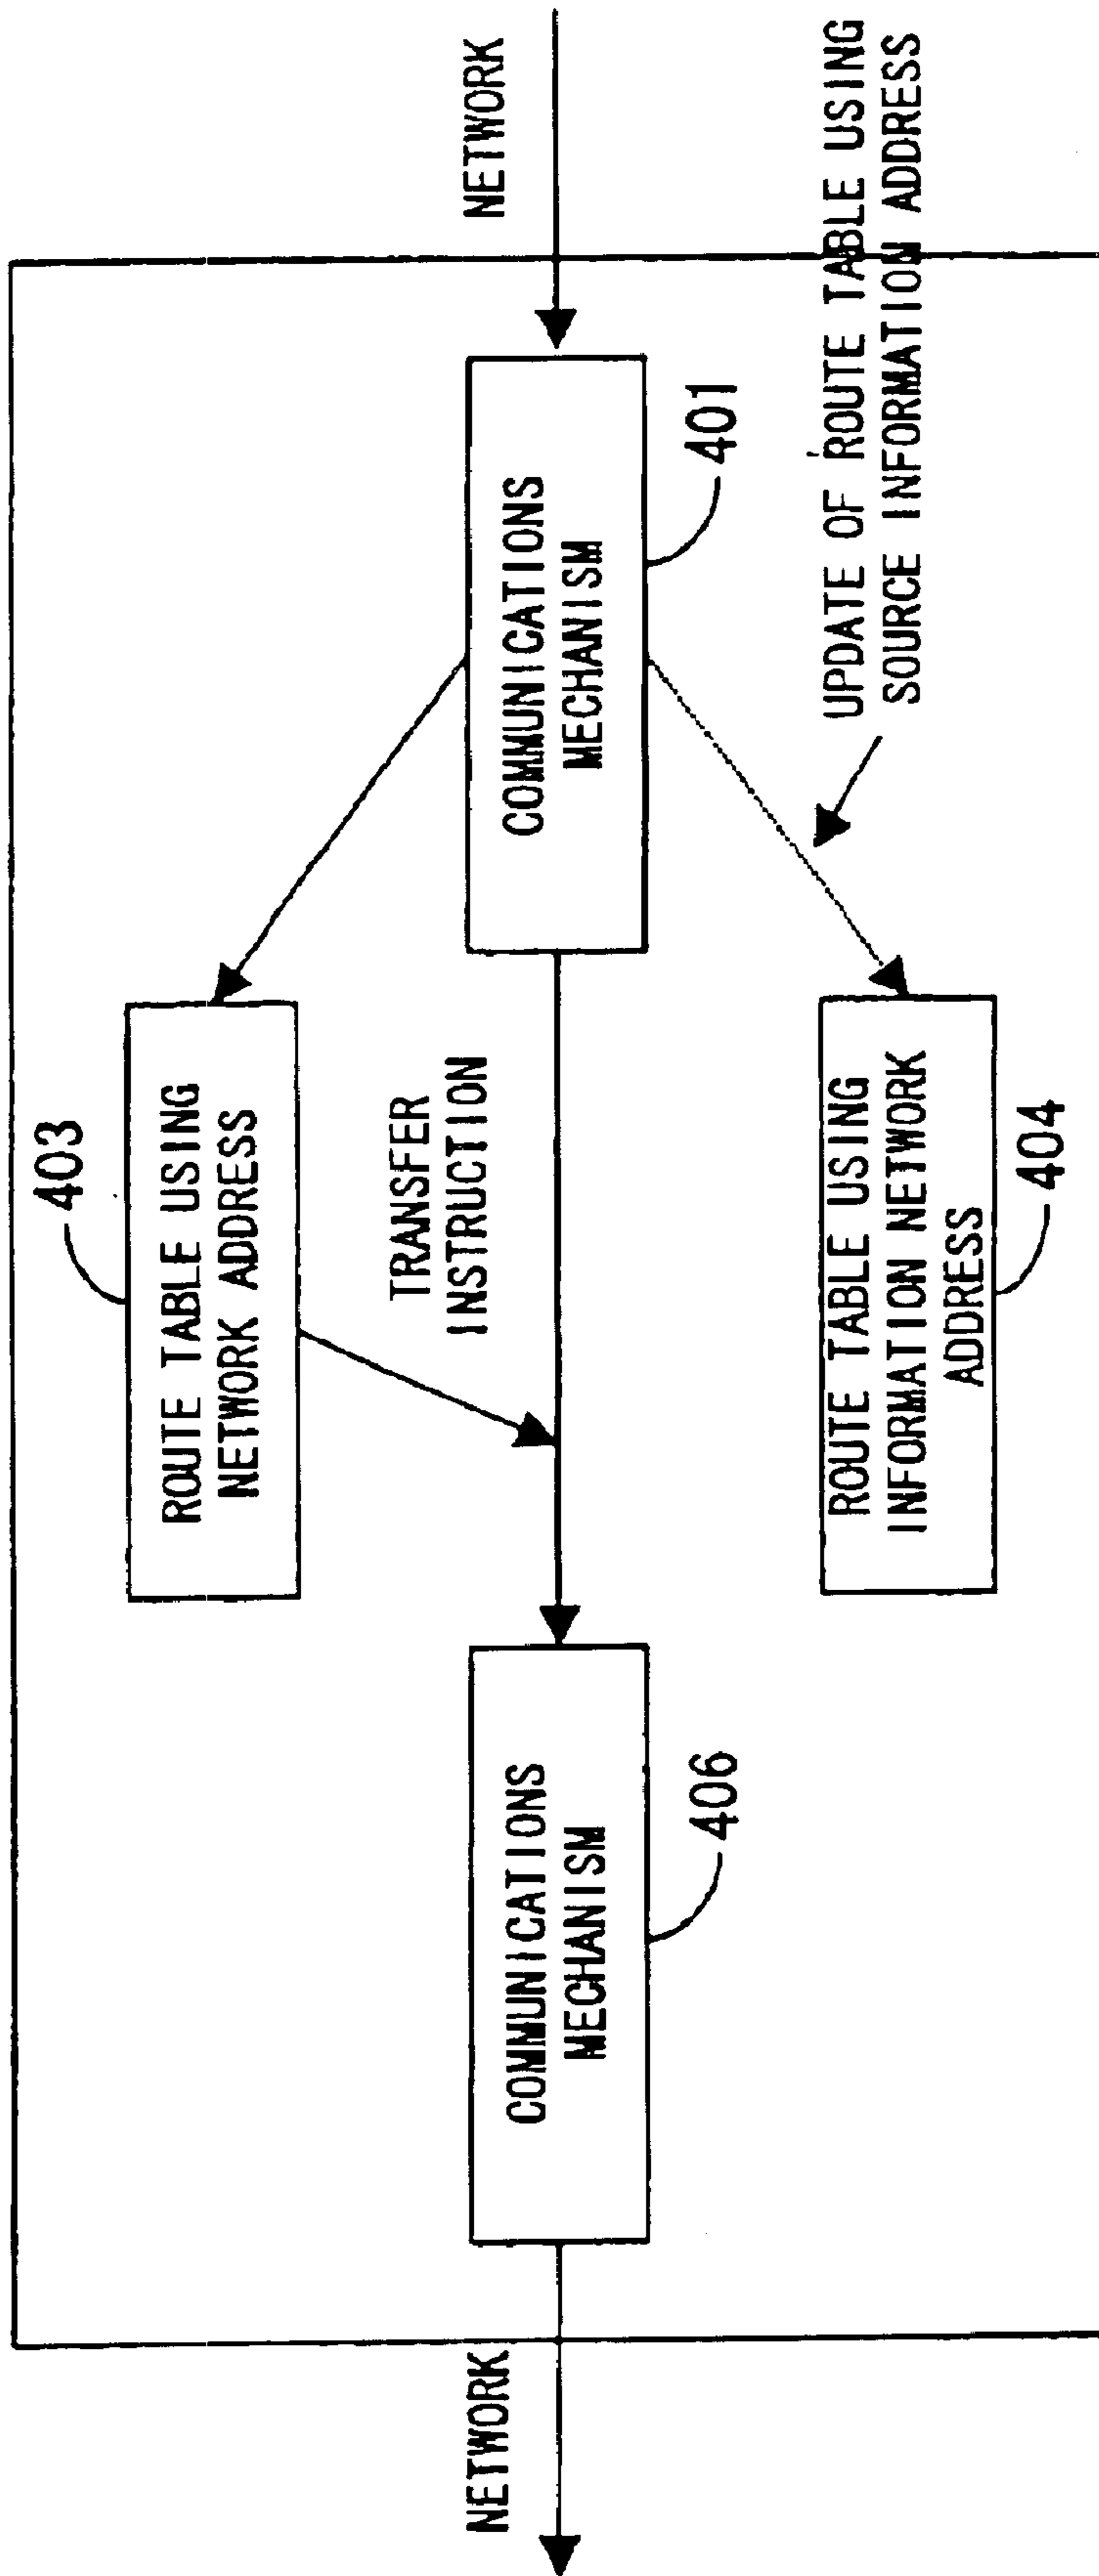 403
ROUTE TABLE USING
NETWORK ADDRESS
TRANSFER
INSTRUCTION
NETWORK
COMMUNICATIONS
MECHANISM
406
COMMUNICATIONS
MECHANISM
401
NETWORK
UPDATE OF ROUTE TABLE USING
SOURCE INFORMATION ADDRESS
ROUTE TABLE USING
INFORMATION NETWORK
ADDRESS
404